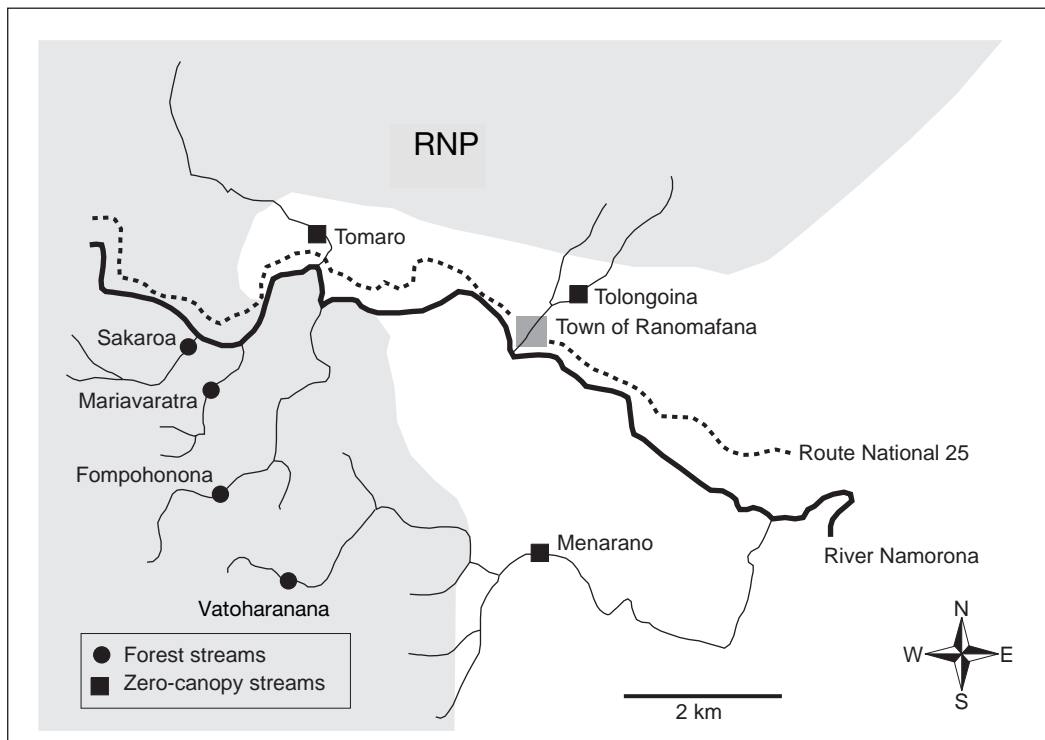 RNP
Tomaro
Tolongoina
Town of Ranomafana
Sakaroa
Mariavaratra
Route National 25
Fompohonona
Menarano
River Namorona
Vatoharanana
Forest streams
Zero-canopy streams
N
W E
S
2 km